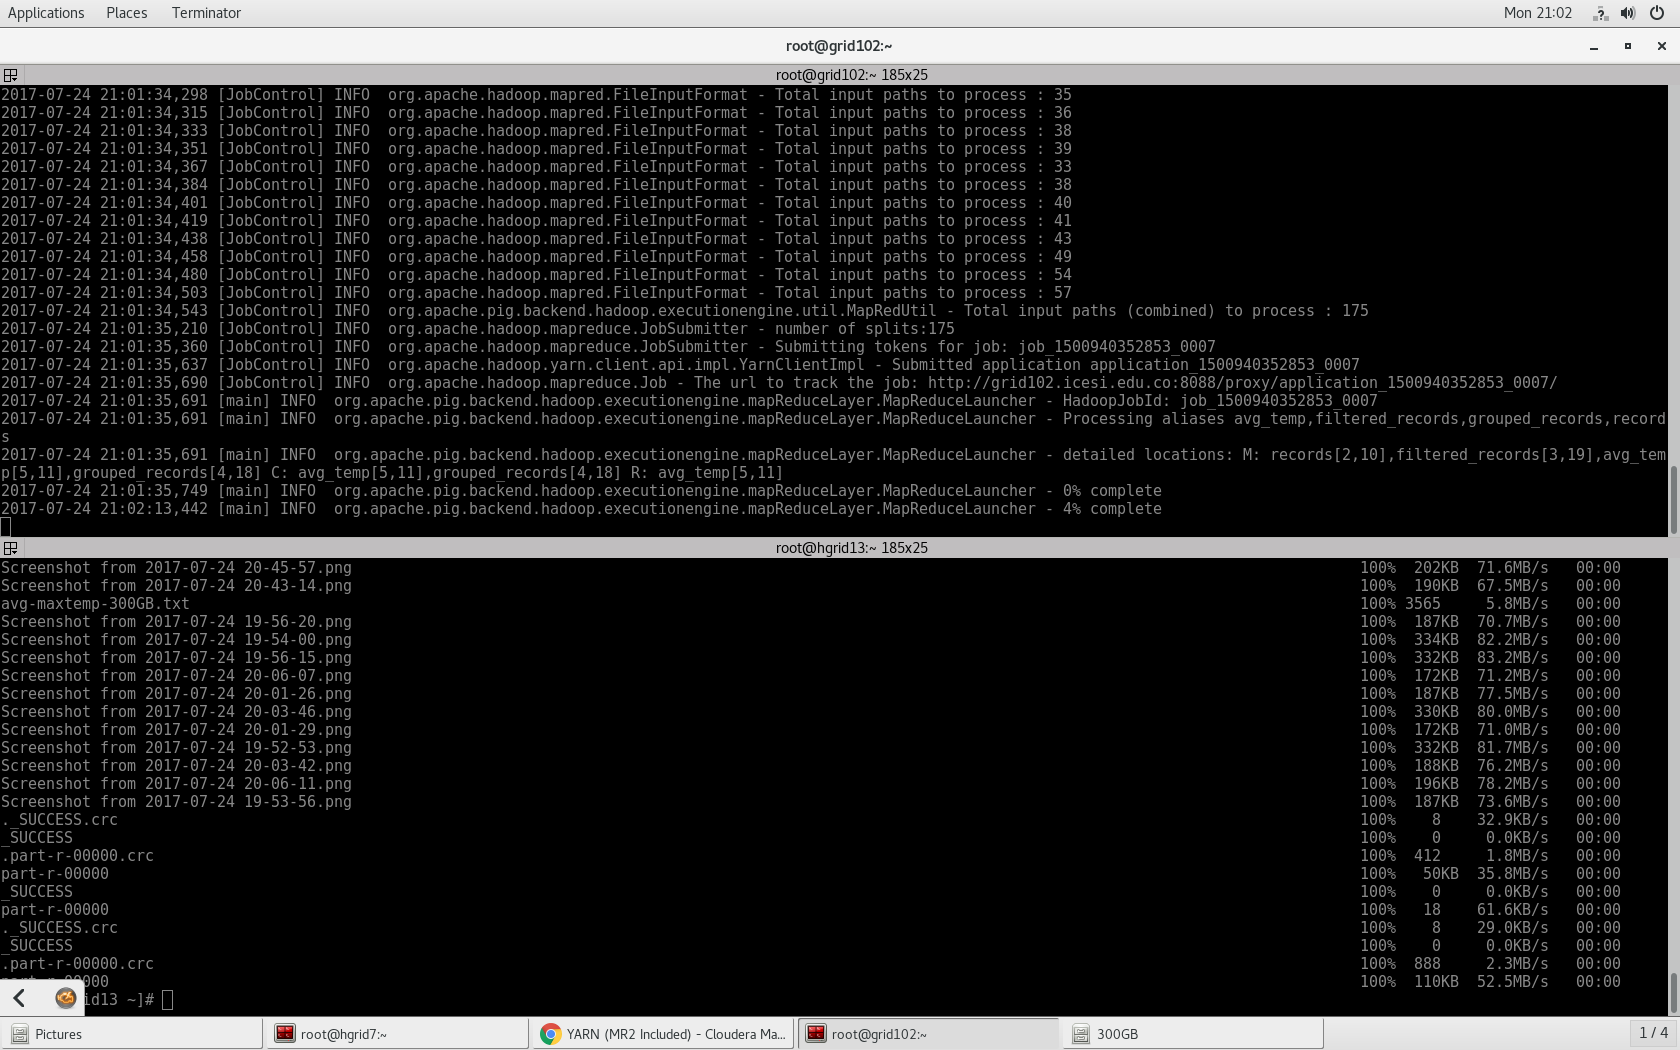 Applications Places Terminator Mon 21:02
root@grid102:~
root@grid102:~ 185x25
2017-07-24 21:01:34,298 [JobControl] INFO  org.apache.hadoop.mapred.FileInputFormat - Total input paths to process : 35
2017-07-24 21:01:34,315 [JobControl] INFO  org.apache.hadoop.mapred.FileInputFormat - Total input paths to process : 36
2017-07-24 21:01:34,333 [JobControl] INFO  org.apache.hadoop.mapred.FileInputFormat - Total input paths to process : 38
2017-07-24 21:01:34,351 [JobControl] INFO  org.apache.hadoop.mapred.FileInputFormat - Total input paths to process : 39
2017-07-24 21:01:34,367 [JobControl] INFO  org.apache.hadoop.mapred.FileInputFormat - Total input paths to process : 33
2017-07-24 21:01:34,384 [JobControl] INFO  org.apache.hadoop.mapred.FileInputFormat - Total input paths to process : 38
2017-07-24 21:01:34,401 [JobControl] INFO  org.apache.hadoop.mapred.FileInputFormat - Total input paths to process : 40
2017-07-24 21:01:34,419 [JobControl] INFO  org.apache.hadoop.mapred.FileInputFormat - Total input paths to process : 41
2017-07-24 21:01:34,438 [JobControl] INFO  org.apache.hadoop.mapred.FileInputFormat - Total input paths to process : 43
2017-07-24 21:01:34,458 [JobControl] INFO  org.apache.hadoop.mapred.FileInputFormat - Total input paths to process : 49
2017-07-24 21:01:34,480 [JobControl] INFO  org.apache.hadoop.mapred.FileInputFormat - Total input paths to process : 54
2017-07-24 21:01:34,503 [JobControl] INFO  org.apache.hadoop.mapred.FileInputFormat - Total input paths to process : 57
2017-07-24 21:01:34,543 [JobControl] INFO  org.apache.pig.backend.hadoop.executionengine.util.MapRedUtil - Total input paths (combined) to process : 175
2017-07-24 21:01:35,210 [JobControl] INFO  org.apache.hadoop.mapreduce.JobSubmitter - number of splits:175
2017-07-24 21:01:35,360 [JobControl] INFO  org.apache.hadoop.mapreduce.JobSubmitter - Submitting tokens for job: job_1500940352853_0007
2017-07-24 21:01:35,637 [JobControl] INFO  org.apache.hadoop.yarn.client.api.impl.YarnClientImpl - Submitted application application_1500940352853_0007
2017-07-24 21:01:35,690 [JobControl] INFO  org.apache.hadoop.mapreduce.Job - The url to track the job: http://grid102.icesi.edu.co:8088/proxy/application_1500940352853_0007/
2017-07-24 21:01:35,691 [main] INFO  org.apache.pig.backend.hadoop.executionengine.mapReduceLayer.MapReduceLauncher - HadoopJobId: job_1500940352853_0007
2017-07-24 21:01:35,691 [main] INFO  org.apache.pig.backend.hadoop.executionengine.mapReduceLayer.MapReduceLauncher - Processing aliases avg_temp,filtered_records,grouped_records,record
s
2017-07-24 21:01:35,691 [main] INFO  org.apache.pig.backend.hadoop.executionengine.mapReduceLayer.MapReduceLauncher - detailed locations: M: records[2,10],filtered_records[3,19],avg_tem
p[5,11],grouped_records[4,18] C: avg_temp[5,11],grouped_records[4,18] R: avg_temp[5,11]
2017-07-24 21:01:35,749 [main] INFO  org.apache.pig.backend.hadoop.executionengine.mapReduceLayer.MapReduceLauncher - 0% complete
2017-07-24 21:02:13,442 [main] INFO  org.apache.pig.backend.hadoop.executionengine.mapReduceLayer.MapReduceLauncher - 4% complete
root@hgrid13:~ 185x25
Screenshot from 2017-07-24 20-45-57.png 100% 202KB 71.6MB/s 00:00
Screenshot from 2017-07-24 20-43-14.png 100% 190KB 67.5MB/s 00:00
avg-maxtemp-300GB.txt 100% 3565 5.8MB/s 00:00
Screenshot from 2017-07-24 19-56-20.png 100% 187KB 70.7MB/s 00:00
Screenshot from 2017-07-24 19-54-00.png 100% 334KB 82.2MB/s 00:00
Screenshot from 2017-07-24 19-56-15.png 100% 332KB 83.2MB/s 00:00
Screenshot from 2017-07-24 20-06-07.png 100% 172KB 71.2MB/s 00:00
Screenshot from 2017-07-24 20-01-26.png 100% 187KB 77.5MB/s 00:00
Screenshot from 2017-07-24 20-03-46.png 100% 330KB 80.0MB/s 00:00
Screenshot from 2017-07-24 20-01-29.png 100% 172KB 71.0MB/s 00:00
Screenshot from 2017-07-24 19-52-53.png 100% 332KB 81.7MB/s 00:00
Screenshot from 2017-07-24 20-03-42.png 100% 188KB 76.2MB/s 00:00
Screenshot from 2017-07-24 20-06-11.png 100% 196KB 78.2MB/s 00:00
Screenshot from 2017-07-24 19-53-56.png 100% 187KB 73.6MB/s 00:00
._SUCCESS.crc 100% 8 32.9KB/s 00:00
_SUCCESS 100% 0 0.0KB/s 00:00
.part-r-00000.crc 100% 412 1.8MB/s 00:00
part-r-00000 100% 50KB 35.8MB/s 00:00
_SUCCESS 100% 0 0.0KB/s 00:00
part-r-00000 100% 18 61.6KB/s 00:00
._SUCCESS.crc 100% 8 29.0KB/s 00:00
_SUCCESS 100% 0 0.0KB/s 00:00
.part-r-00000.crc 100% 888 2.3MB/s 00:00
part-r-00000 100% 110KB 52.5MB/s 00:00
id13 ~]#
Pictures root@hgrid7:~ YARN (MR2 Included) - Cloudera Ma... root@grid102:~ 300GB 1 / 4